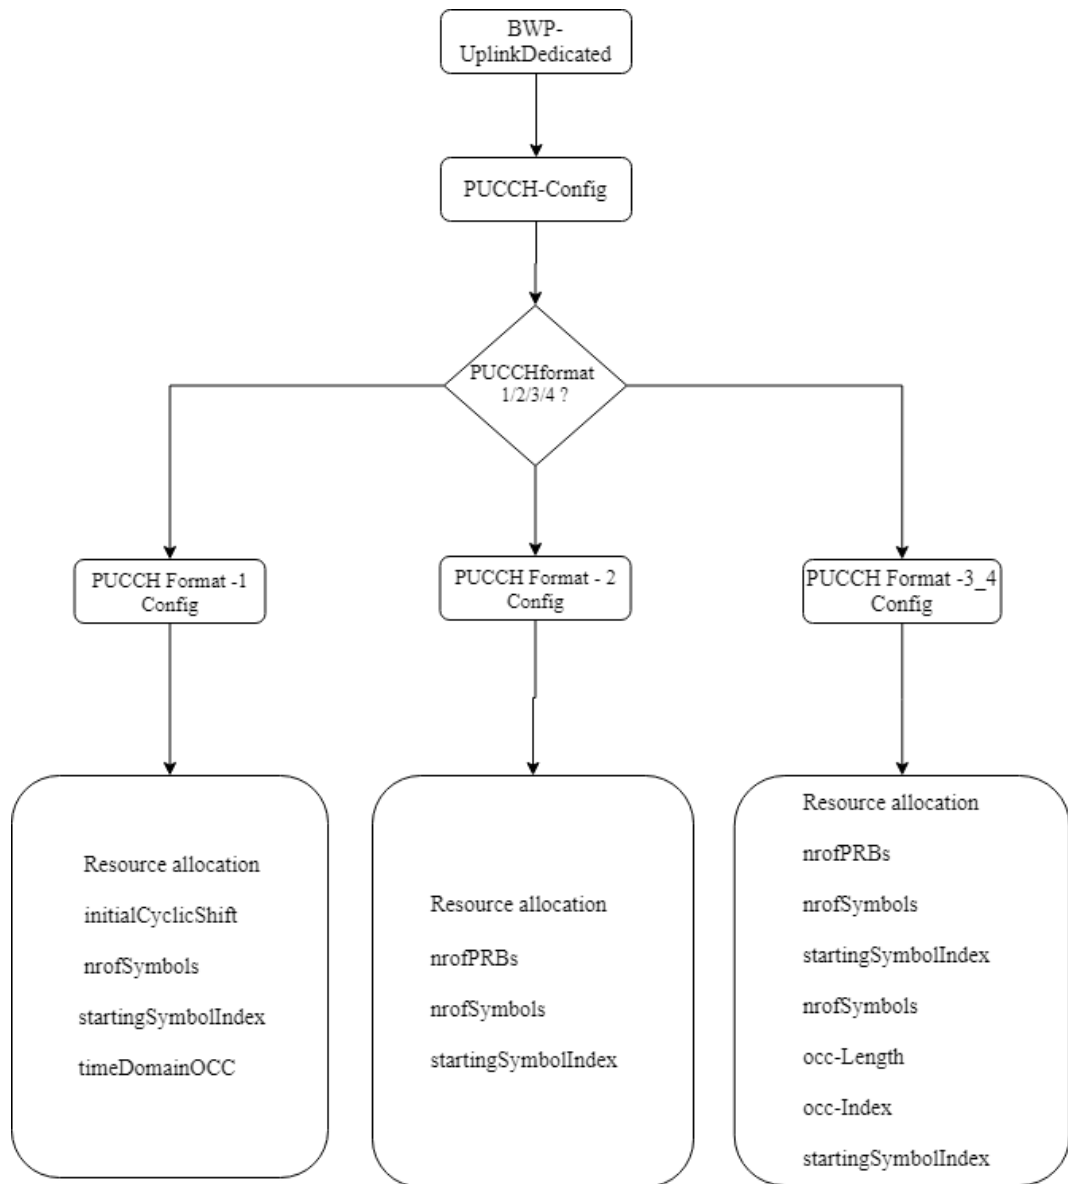 BWP-
UplinkDedicated
PUCCH-Config
PUCCHformat
1/2/3/4 ?
PUCCH Format -1
Config
PUCCH Format - 2
Config
PUCCH Format -3_4
Config
Resource allocation
initialCyclicShift
nrofSymbols
startingSymbolIndex
timeDomainOCC
Resource allocation
nrofPRBs
nrofSymbols
startingSymbolIndex
Resource allocation
nrofPRBs
nrofSymbols
startingSymbolIndex
nrofSymbols
occ-Length
occ-Index
startingSymbolIndex